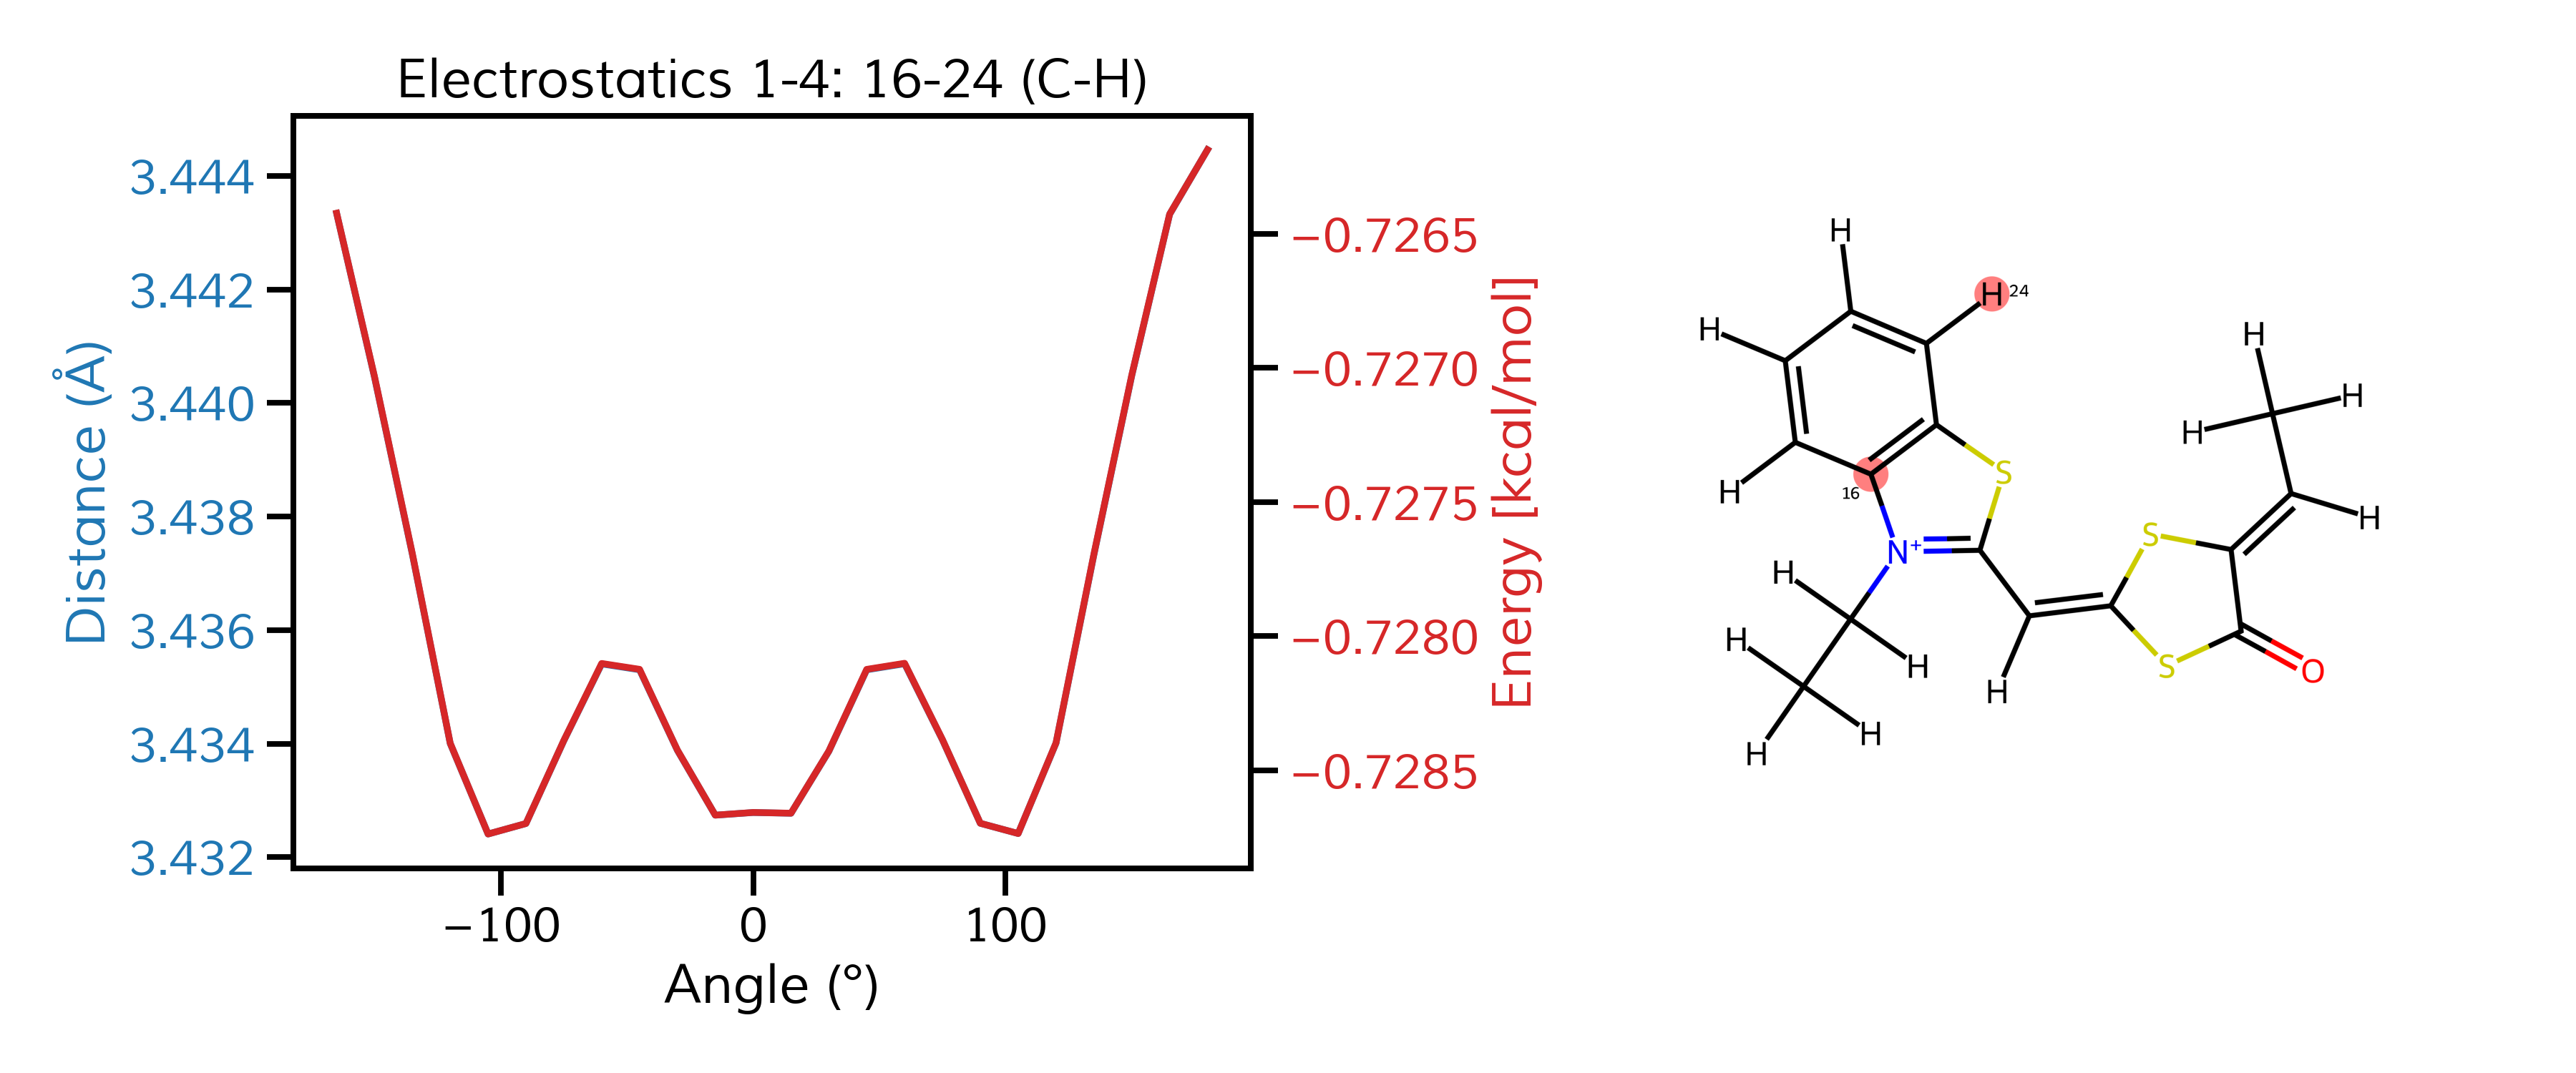 Electrostatics 1-4: 16-24 (C-H)
Distance (Å)
3.444
3.442
3.440
3.438
3.436
3.434
3.432
−100
0
100
Angle (°)
−0.7265
−0.7270
−0.7275
−0.7280
−0.7285
Energy [kcal/mol]
H
H 24
H
H
H
H
H
S
16
H
H
N+
S
H
H
H
H
S
O
H
H
H